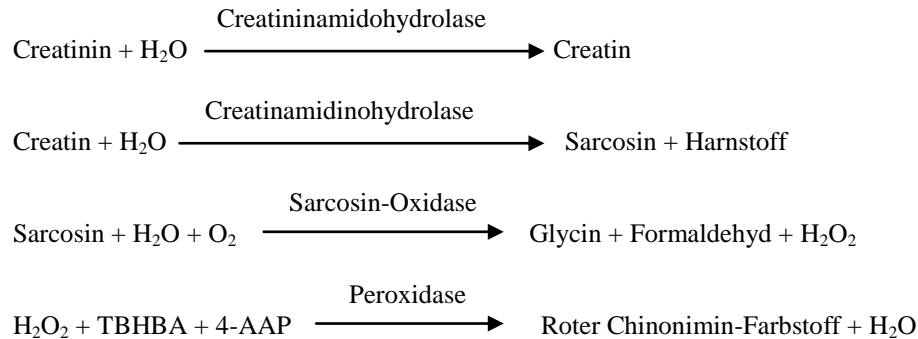 Creatininamidohydrolase
Creatinin + H₂O → Creatin
Creatinamidinohydrolase
Creatin + H₂O → Sarcosin + Harnstoff
Sarcosin-Oxidase
Sarcosin + H₂O + O₂ → Glycin + Formaldehyd + H₂O₂
Peroxidase
H₂O₂ + TBHBA + 4-AAP → Roter Chinonimin-Farbstoff + H₂O